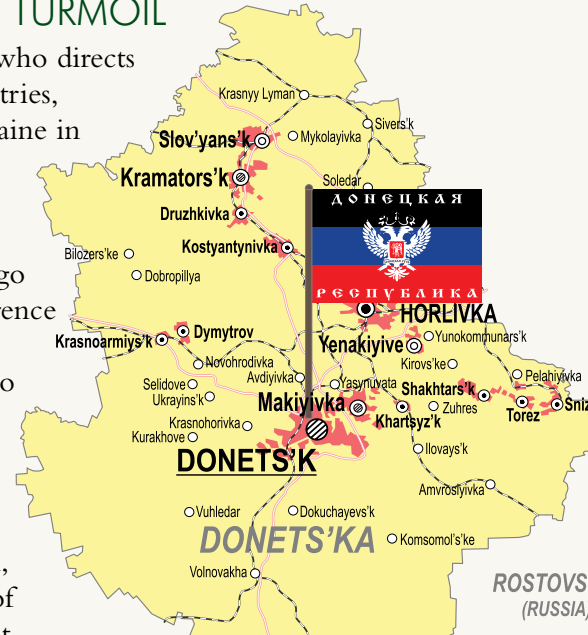 TURMOIL
who directs
tries,
aine in
go
rence
o
,
of
Krasnyy Lyman
Sivers'k
Slov'yans'k
Mykolayivka
Kramators'k
Soledar
ДОНЕЦКАЯ
РЕСПУБЛИКА
Druzhkivka
Kostyantynivka
Bilozers'ke
Dobropillya
HORLIVKA
Dymytrov
Krasnoarmiys'k
Yenakiyive
Yunokommunars'k
Novohrodivka
Kirovs'ke
Avdiyivka
Yasynuvata
Pelahyivka
Selidove
Ukrayins'k
Makiyivka
Shakhtars'k
Zuhres
Torez
Sniz
Khartsyz'k
Krasnohorivka
Kurakhove
DONETS'K
Ilovays'k
Amvrosiyivka
Vuhledar
Dokuchayevs'k
DONETS'KA
Komsomol's'ke
Volnovakha
ROSTOVS
(RUSSIA)